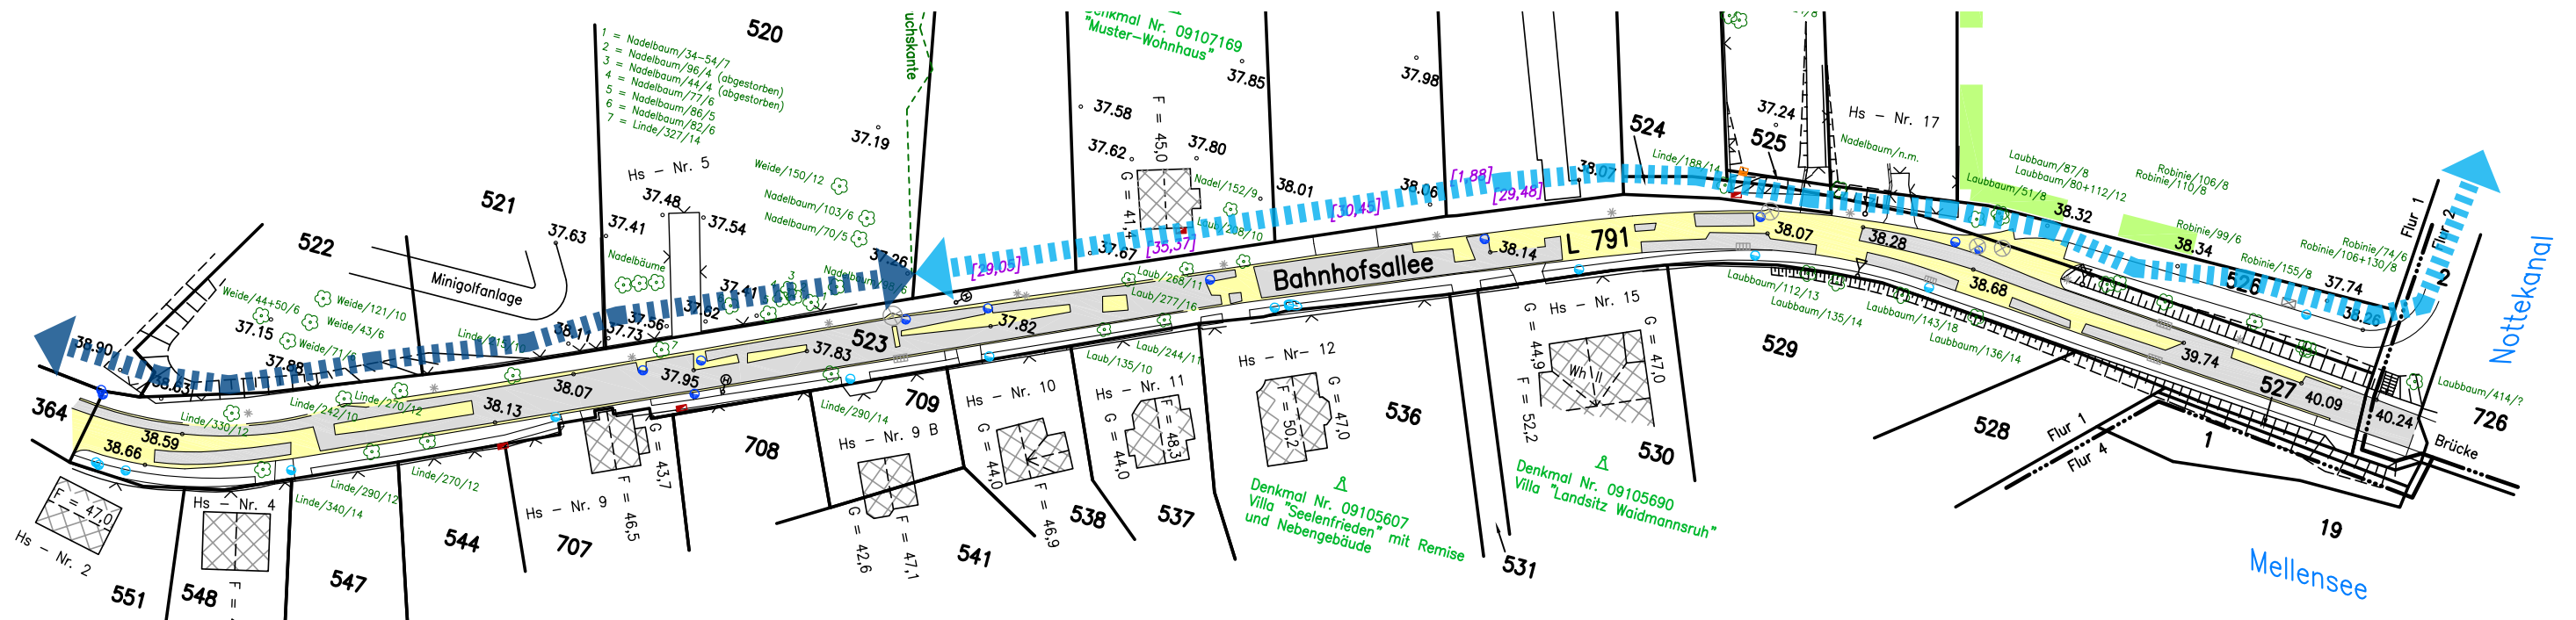 520
1 = Nadelbaum/34-54/7
2 = Nadelbaum/96/4 (abgestorben)
3 = Nadelbaum/44/4 (abgestorben)
4 = Nadelbaum/77/6
5 = Nadelbaum/86/5
6 = Nadelbaum/82/6
7 = Linde/327/14
uchskante
Denkmal Nr. 09107169
"Muster-Wohnhaus"
37.85
37.98
37.58
37.62
37.80
F = 45,0
37.19
Hs - Nr. 5
Weide/150/12
Nadelbaum/103/6
Nadelbaum/70/5
37.26
37.48
37.54
37.41
37.63
521
522
Minigolfanlage
Nadelbäume
Weide/44+50/6
Weide/121/10
Weide/43/6
Weide/71/6
37.15
37.88
38.90
38.63
38.11
37.73
37.56
37.62
37.41
3
7
Nadel/152/9
38.01
38.06
38.07
37.67
[29,05]
[35,37]
[30,45]
[1,88]
[29,48]
524
525
37.24
Hs - Nr. 17
Linde/188/14
Nadelbaum/n.m.
Laubbaum/87/8
Laubbaum/80+112/12
Laubbaum/51/8
Robinie/106/8
Robinie/110/8
38.32
38.34
Robinie/99/6
Robinie/155/8
Robinie/74/6
Robinie/106+130/8
526
37.74
38.26
Flur 1
Flur 2
2
Nottekanal
Laub/268/11
Laub/277/16
Bahnhofsallee
L 791
38.14
38.07
38.28
38.68
39.74
527
40.09
40.24
Laubbaum/414/?
726
Brücke
523
37.82
37.83
37.95
38.07
38.13
38.59
38.66
364
Linde/330/12
Linde/242/10
Linde/270/12
Linde/290/12
Linde/340/14
Linde/270/12
Linde/290/14
Laub/135/10
Laub/244/11
Laubbaum/112/13
Laubbaum/135/14
Laubbaum/143/18
Laubbaum/136/14
F = 47,0
Hs - Nr. 2
551
Hs - Nr. 4
F =
548
547
544
Hs - Nr. 9
707
G = 43,7
F = 46,5
708
709
Hs - Nr. 9 B
G = 42,6
F = 47,1
541
Hs - Nr. 10
G = 44,0
F = 46,9
538
Hs - Nr. 11
G = 44,0
F = 48,3
537
Hs - Nr- 12
F = 50,2
G = 47,0
536
Denkmal Nr. 09105607
Villa "Seelenfrieden" mit Remise
und Nebengebäude
531
Hs - Nr. 15
Wh II
G = 44,9
F = 52,2
G = 47,0
530
Denkmal Nr. 09105690
Villa "Landsitz Waidmannsruh"
529
528
Flur 1
Flur 4
1
19
Mellensee